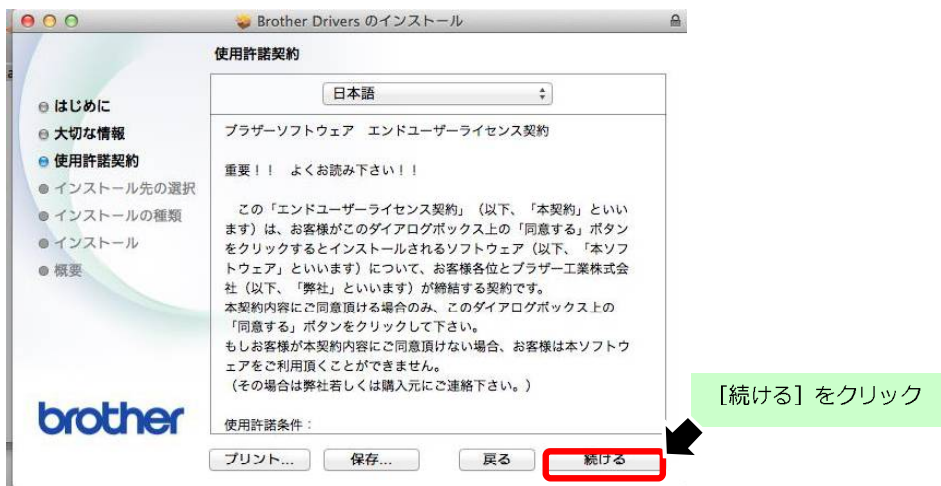 Brother Drivers のインストール
使用許諾契約
はじめに
大切な情報
使用許諾契約
インストール先の選択
インストールの種類
インストール
概要
brother
日本語
ブラザーソフトウェア エンドユーザーライセンス契約
重要！！ よくお読み下さい！！
この「エンドユーザーライセンス契約」（以下、「本契約」といい
ます）は、お客様がこのダイアログボックス上の「同意する」ボタン
をクリックするとインストールされるソフトウェア（以下、「本ソフ
トウェア」といいます）について、お客様各位とブラザー工業株式会
社（以下、「弊社」といいます）が締結する契約です。
本契約内容にご同意頂ける場合のみ、このダイアログボックス上の
「同意する」ボタンをクリックして下さい。
もしお客様が本契約内容にご同意頂けない場合、お客様は本ソフトウ
ェアをご利用頂くことができません。
（その場合は弊社若しくは購入元にご連絡下さい。）
使用許諾条件：
プリント... 保存... 戻る 続ける
［続ける］をクリック